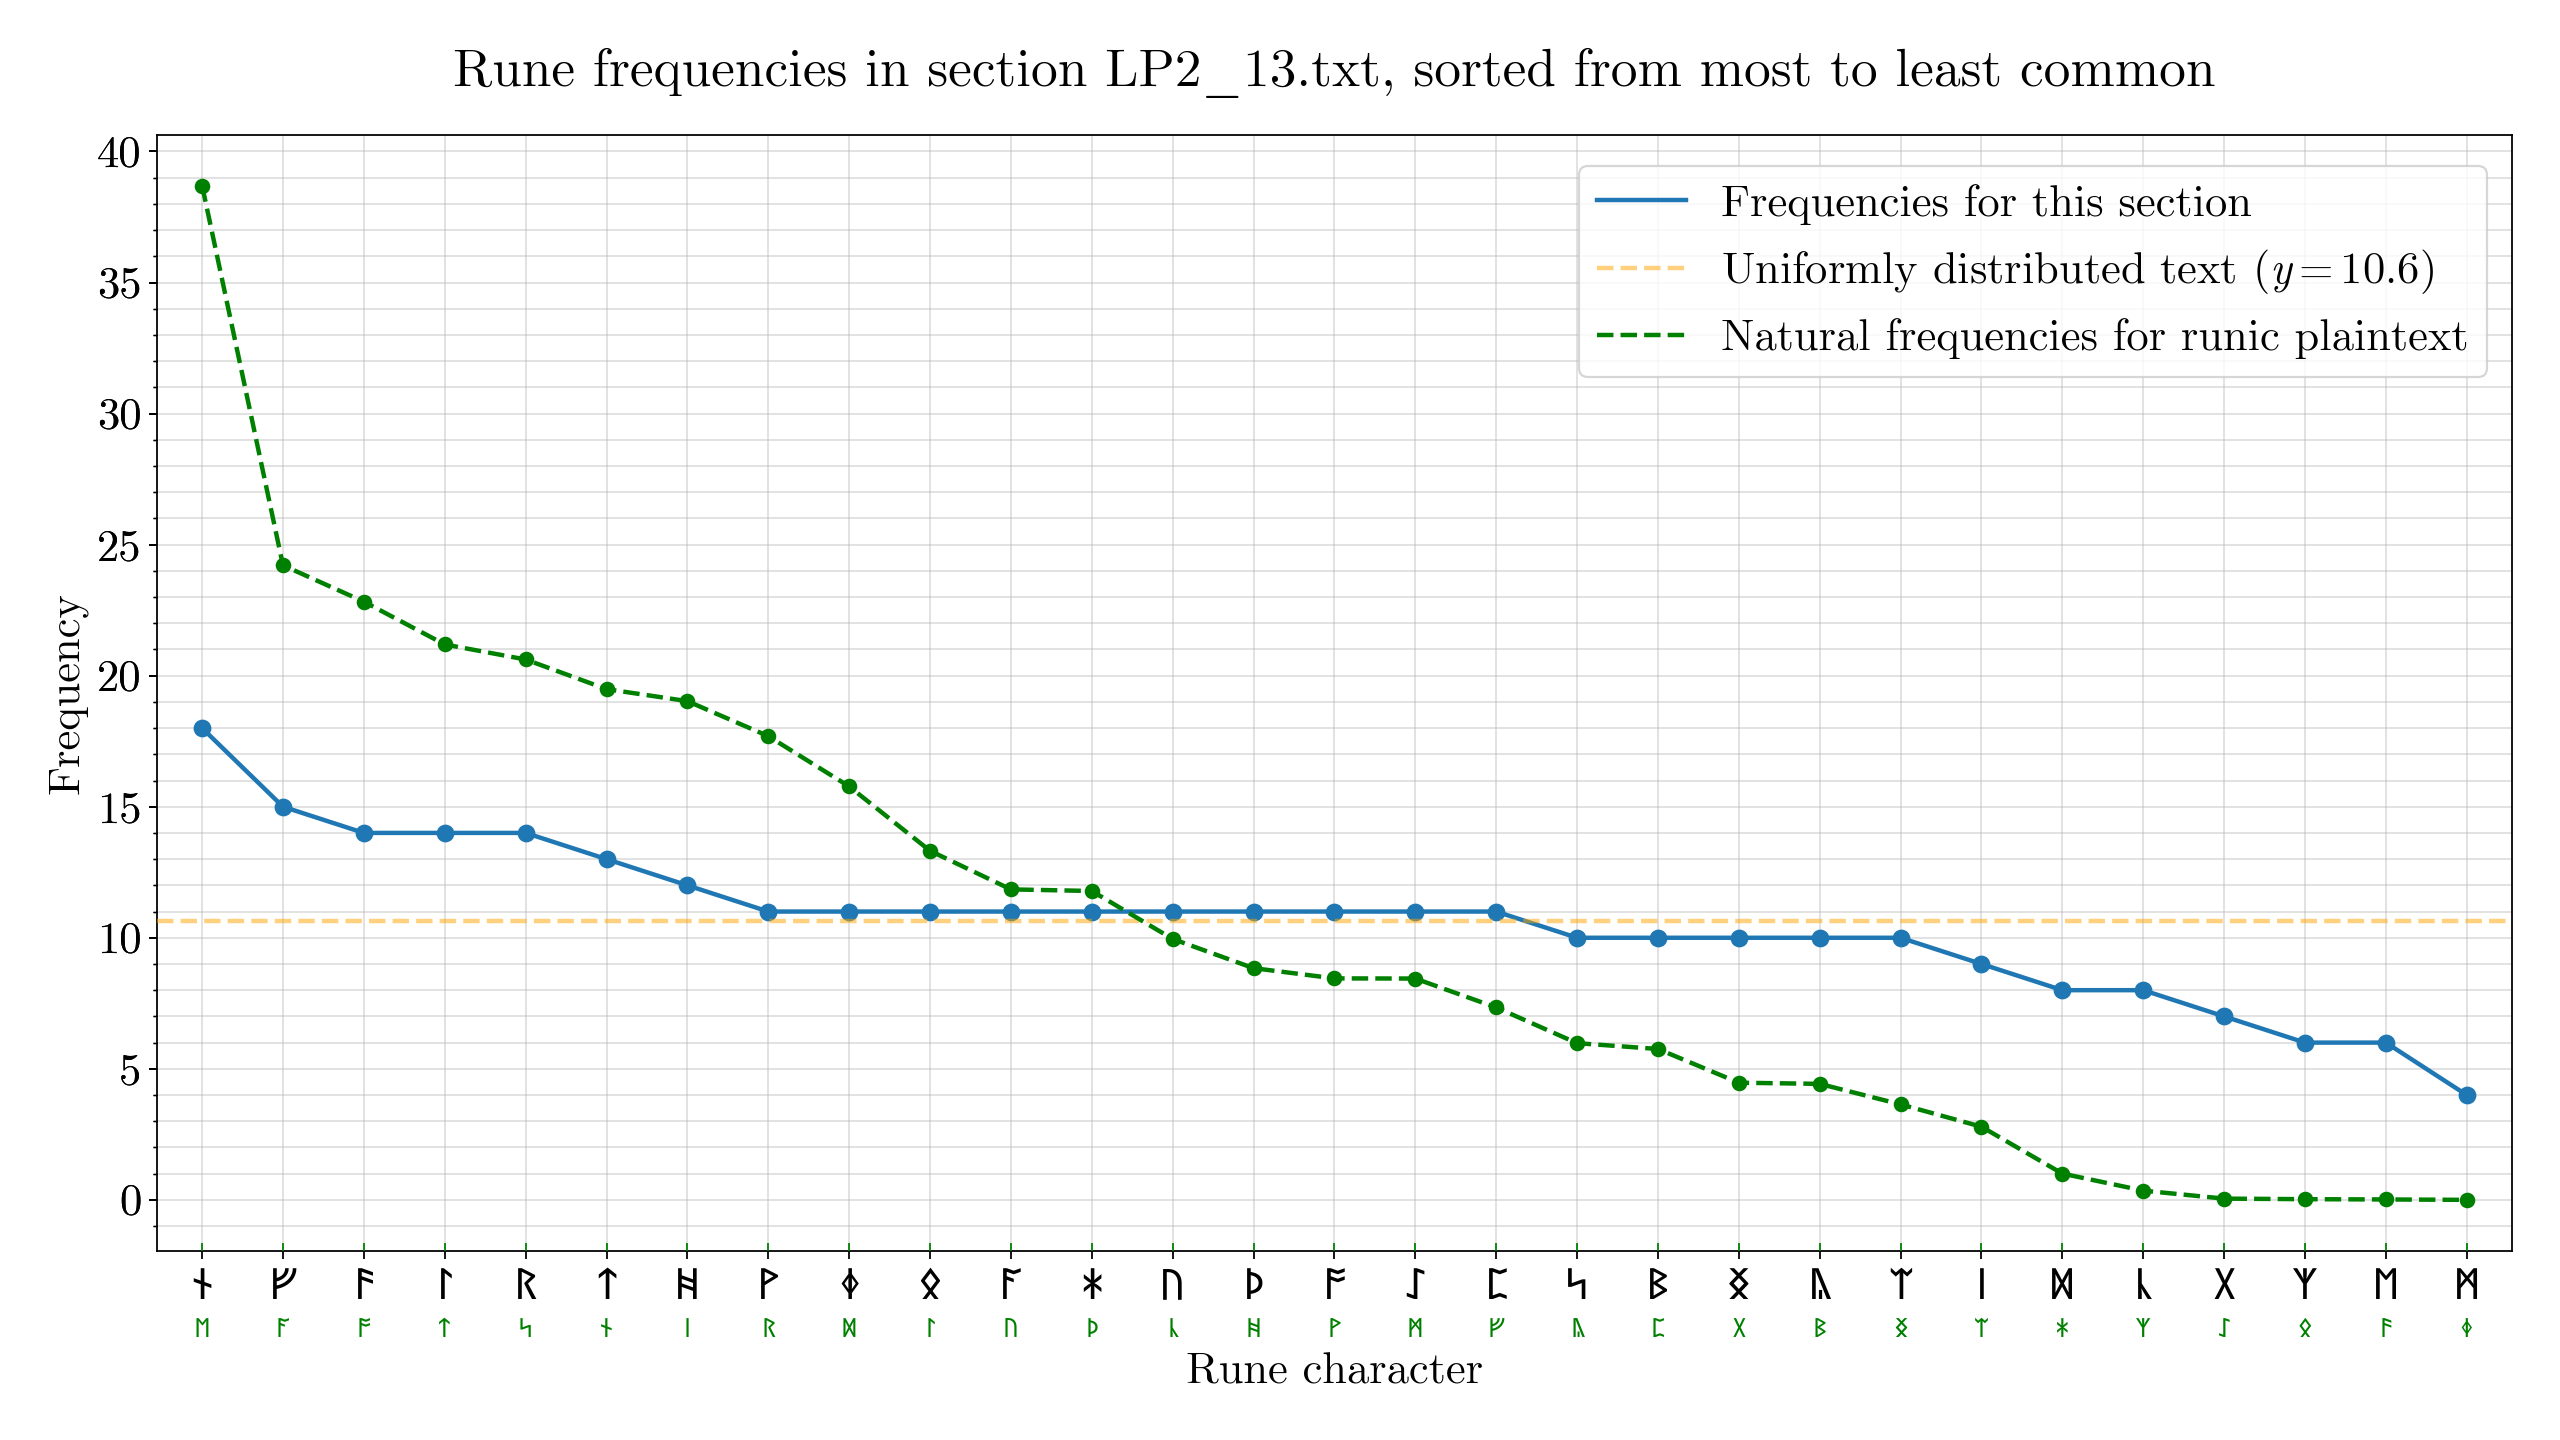 Rune frequencies in section LP2_13.txt, sorted from most to least common
40
35
30
25
20
15
10
5
0
Frequency
Frequencies for this section
Uniformly distributed text (y = 10.6)
Natural frequencies for runic plaintext
ᚾ ᚠ ᚫ ᛚ ᚱ ᛏ ᚻ ᚹ ᛄ ᛟ ᚪ ᛡ ᚢ ᚦ ᚩ ᛇ ᛈ ᛋ ᛒ ᛝ ᚣ ᛠ ᛁ ᛞ ᚳ ᚷ ᛉ ᛖ ᛗ
ᛖ ᚪ ᚩ ᛏ ᛋ ᚾ ᛁ ᚱ ᛞ ᛚ ᚢ ᚦ ᚳ ᚻ ᚹ ᛗ ᚠ ᚣ ᛈ ᚷ ᛒ ᛝ ᛠ ᛡ ᛉ ᛇ ᛟ ᚫ ᛄ
Rune character